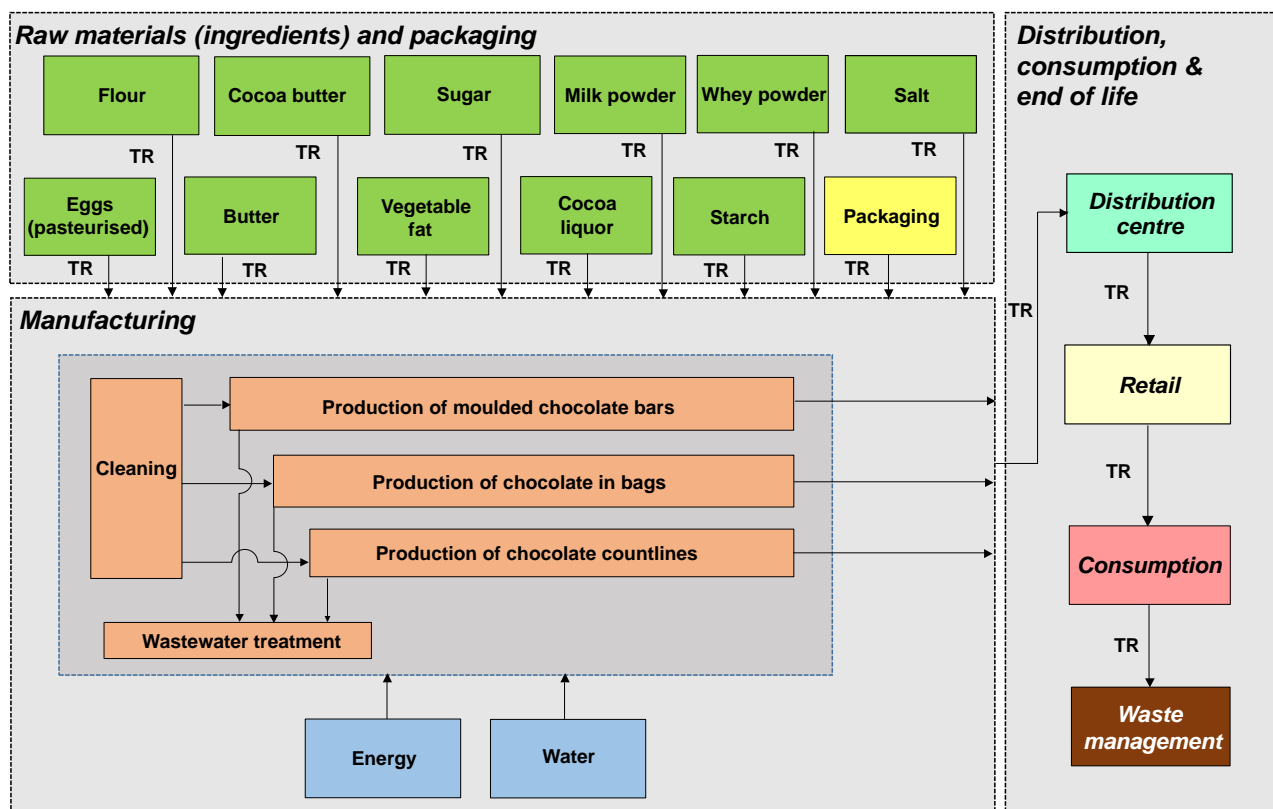 Raw materials (ingredients) and packaging
Flour
Cocoa butter
Sugar
Milk powder
Whey powder
Salt
TR
TR
TR
TR
TR
TR
Eggs
(pasteurised)
Butter
Vegetable
fat
Cocoa
liquor
Starch
Packaging
TR
TR
TR
TR
TR
TR
Manufacturing
Cleaning
Production of moulded chocolate bars
Production of chocolate in bags
Production of chocolate countlines
Wastewater treatment
Energy
Water
TR
Distribution,
consumption &
end of life
Distribution
centre
TR
Retail
TR
Consumption
TR
Waste
management